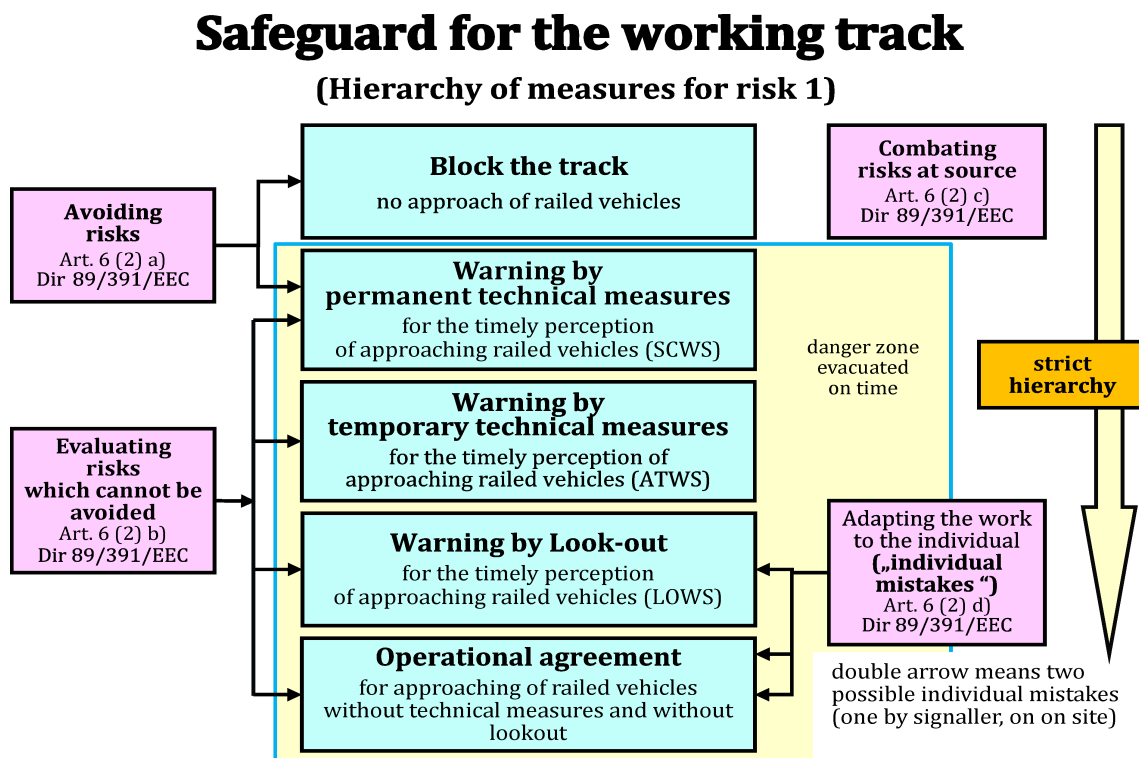 Safeguard for the working track
(Hierarchy of measures for risk 1)
Block the track
no approach of railed vehicles
Combating
risks at source
Art. 6 (2) c)
Dir 89/391/EEC
Avoiding
risks
Art. 6 (2) a)
Dir 89/391/EEC
Warning by
permanent technical measures
for the timely perception
of approaching railed vehicles (SCWS)
danger zone
evacuated
on time
strict
hierarchy
Warning by
temporary technical measures
for the timely perception of
approaching railed vehicles (ATWS)
Evaluating
risks
which cannot be
avoided
Art. 6 (2) b)
Dir 89/391/EEC
Warning by Look-out
for the timely perception
of approaching railed vehicles (LOWS)
Adapting the work
to the individual
(„individual
mistakes “)
Art. 6 (2) d)
Dir 89/391/EEC
Operational agreement
for approaching of railed vehicles
without technical measures and without
lookout
double arrow means two
possible individual mistakes
(one by signaller, on on site)